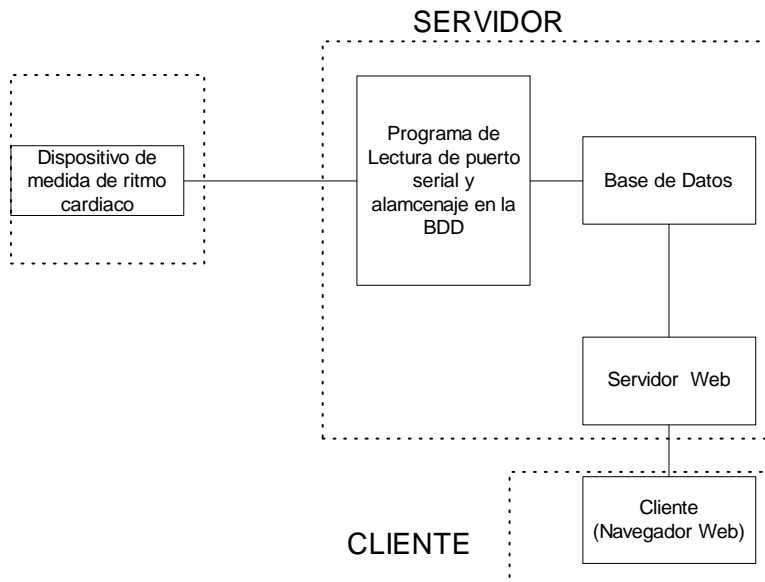 SERVIDOR
Dispositivo de
medida de ritmo
cardiaco
Programa de
Lectura de puerto
serial y
alamcenaje en la
BDD
Base de Datos
Servidor Web
CLIENTE
Cliente
(Navegador Web)